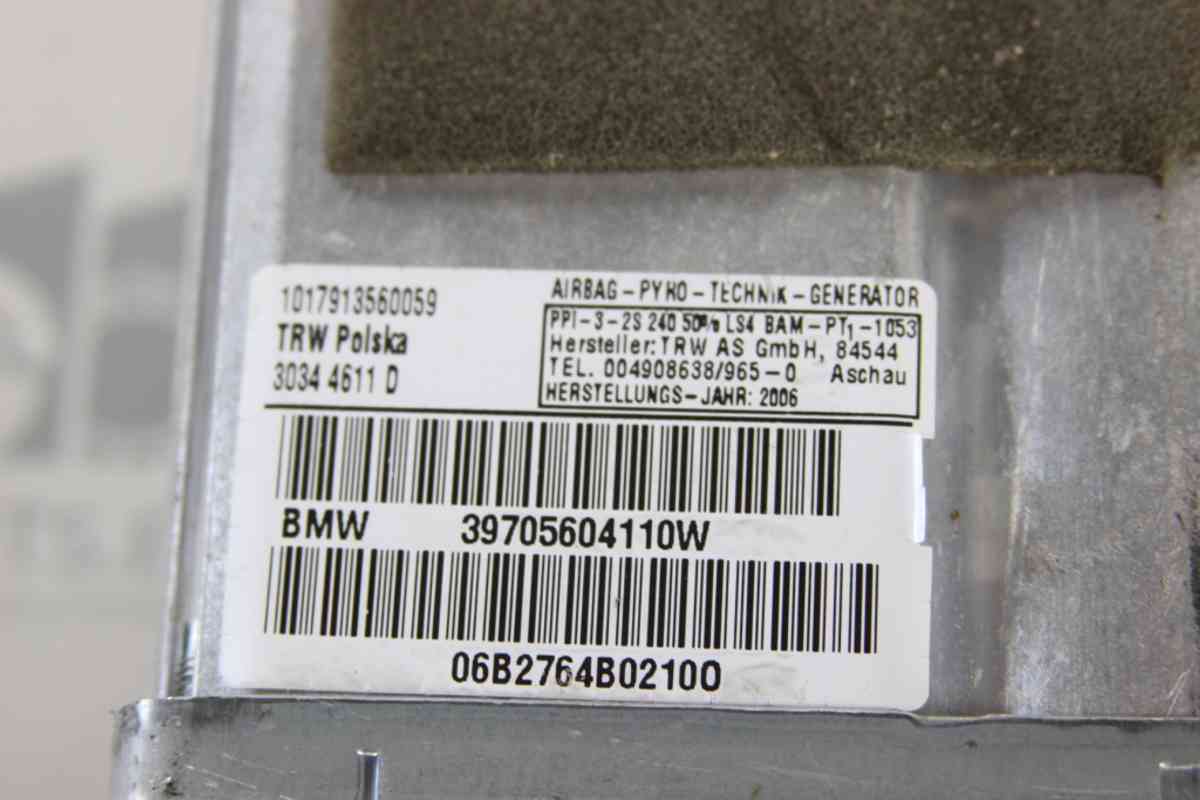 1017913560059
TRW Polska
3034 4611 D
AIRBAG-PYRO-TECHNIK-GENERATOR
PPI-3-2S 240 50% LS4 BAM-PT1-1053
Hersteller: TRW AS GmbH, 84544
TEL. 004908638/965-0 Aschau
HERSTELLUNGS-JAHR: 2006
BMW 39705604110W
06B2764B02100